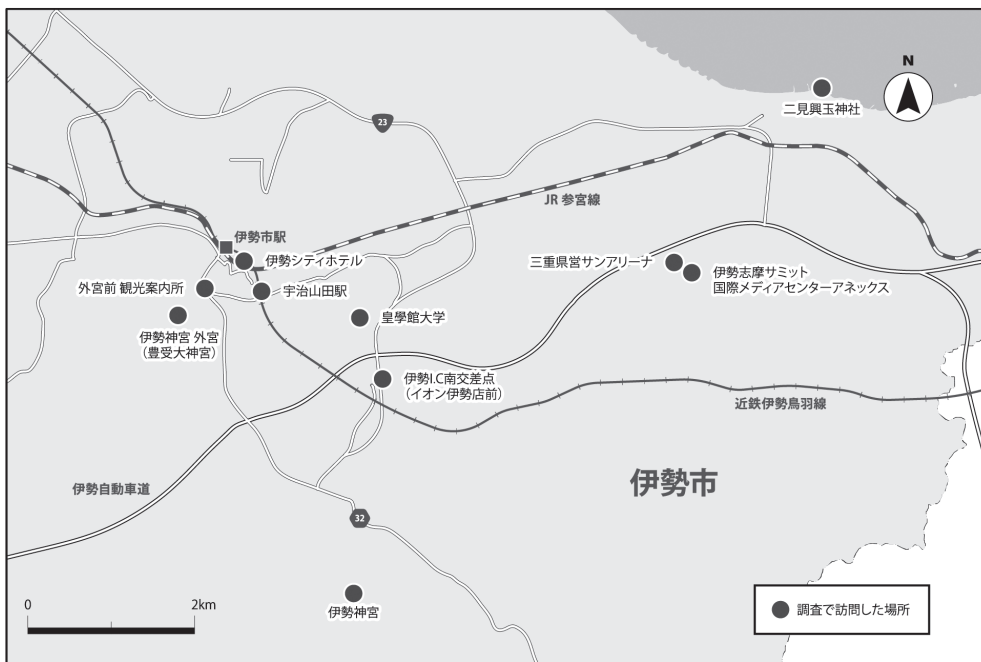 N
二見興玉神社
23
JR 参宮線
伊勢市駅
伊勢シティホテル
三重県営サンアリーナ
伊勢志摩サミット
国際メディアセンターアネックス
外宮前 観光案内所
宇治山田駅
皇學館大学
伊勢神宮 外宮
(豊受大神宮)
伊勢I.C南交差点
(イオン伊勢店前)
近鉄伊勢鳥羽線
伊勢市
伊勢自動車道
32
伊勢神宮
0
2km
調査で訪問した場所